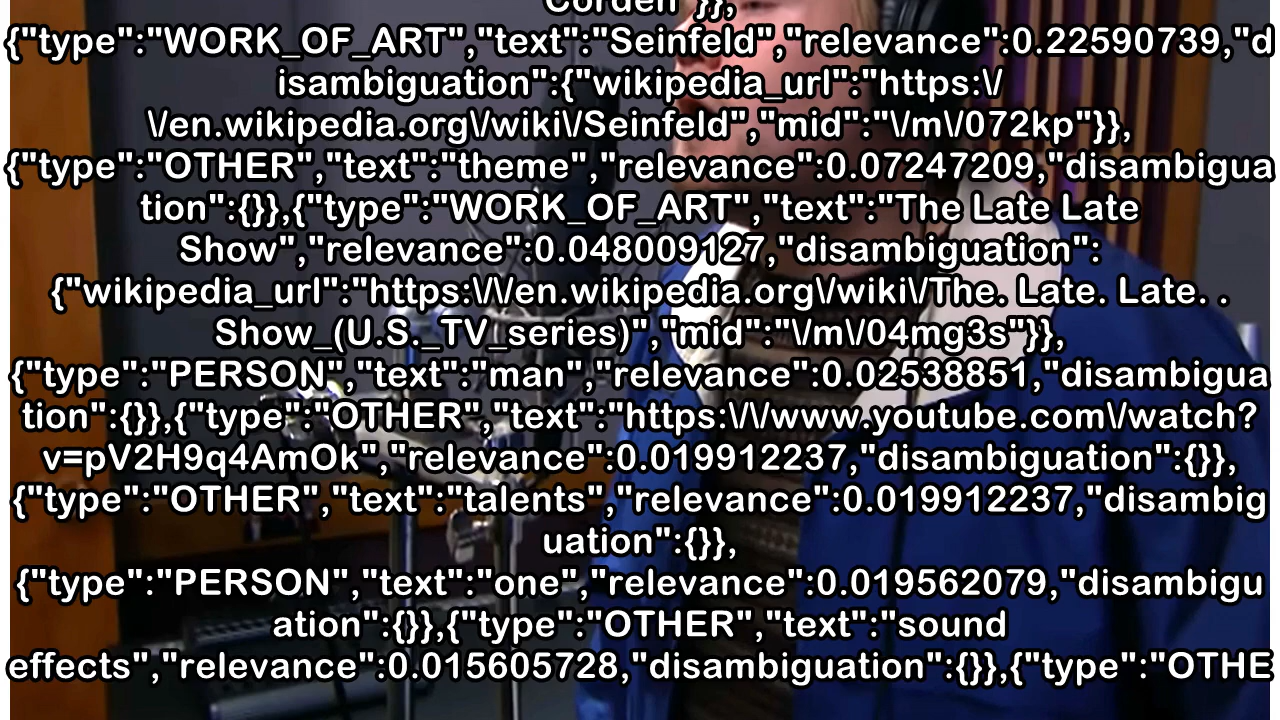 Corden"}},
{"type":"WORK_OF_ART","text":"Seinfeld","relevance":0.22590739,"d
isambiguation":{"wikipedia_url":"https:\/
\/en.wikipedia.org\/wiki\/Seinfeld","mid":"\/m\/072kp"}},
{"type":"OTHER","text":"theme","relevance":0.07247209,"disambigua
tion":{}},{"type":"WORK_OF_ART","text":"The Late Late
Show","relevance":0.048009127,"disambiguation":
{"wikipedia_url":"https:\/\/en.wikipedia.org\/wiki\/The. Late. Late. .
Show_(U.S._TV_series)","mid":"\/m\/04mg3s"}},
{"type":"PERSON","text":"man","relevance":0.02538851,"disambigua
tion":{}},{"type":"OTHER","text":"https:\/\/www.youtube.com\/watch?
v=pV2H9q4AmOk","relevance":0.019912237,"disambiguation":{}},
{"type":"OTHER","text":"talents","relevance":0.019912237,"disambig
uation":{}},
{"type":"PERSON","text":"one","relevance":0.019562079,"disambigu
ation":{}},{"type":"OTHER","text":"sound
effects","relevance":0.015605728,"disambiguation":{}},{"type":"OTHE